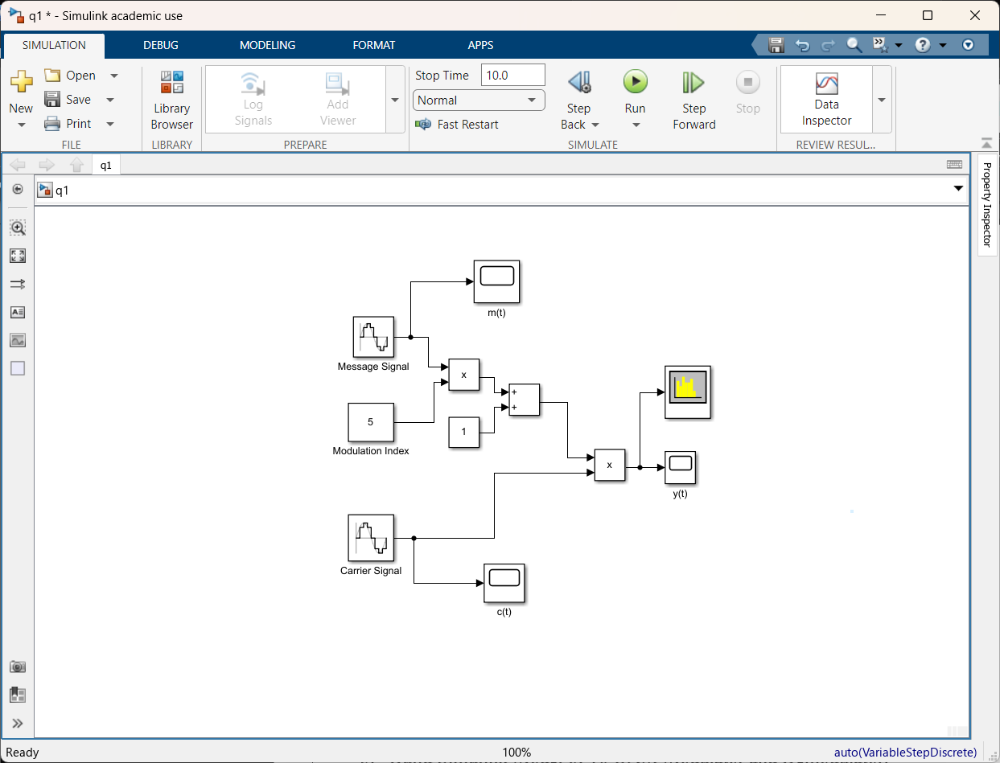 q1 * - Simulink academic use
SIMULATION DEBUG MODELING FORMAT APPS
New
Open
Save
Print
FILE
Library
Browser
LIBRARY
Log
Signals
Add
Viewer
PREPARE
Stop Time 10.0
Normal
Fast Restart
Step
Back
Run
Step
Forward
Stop
SIMULATE
Data
Inspector
REVIEW RESUL...
q1
q1
Property Inspector
m(t)
Message Signal
x
+
+
5
Modulation Index
1
x
y(t)
Carrier Signal
c(t)
Ready 100% auto(VariableStepDiscrete)